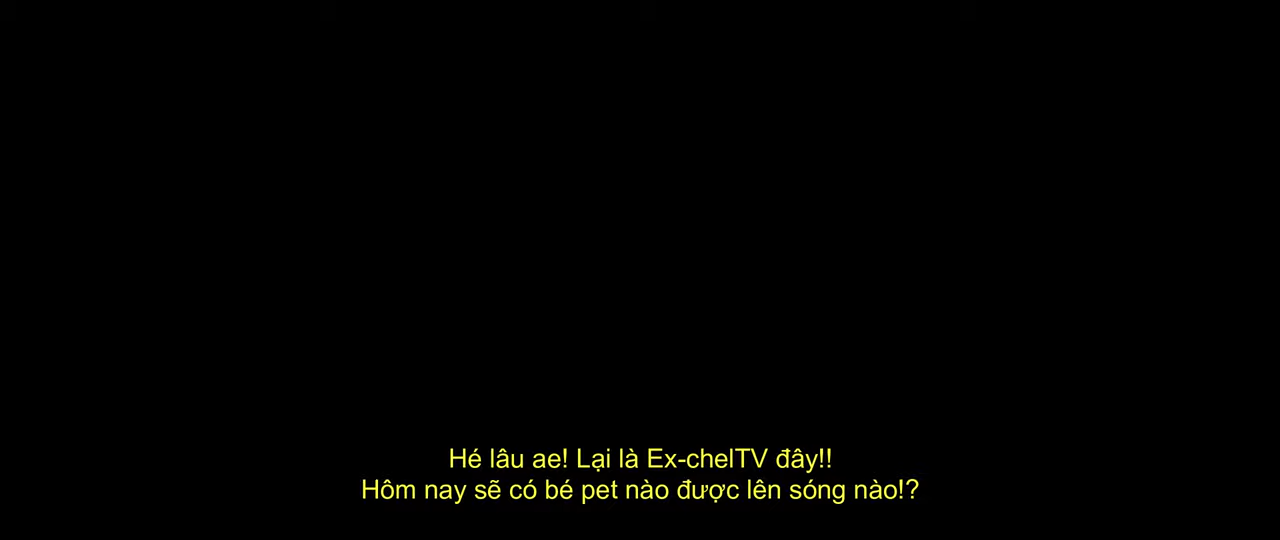 Hé lâu ae! Lại là Ex-chelTV đây!!
Hôm nay sẽ có bé pet nào được lên sóng nào!?